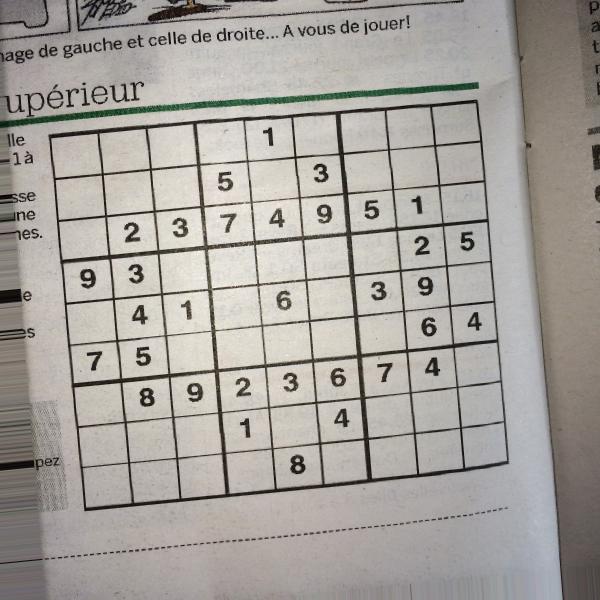 nage de gauche et celle de droite... A vous de jouer!
upérieur
lle
1 à
sse
ine
nes.
e
es
pez
1
5 3
2 3 7 4 9 5 1
9 3 2 5
4 1 6 3 9
7 5 6 4
8 9 2 3 6 7 4
1 4
8